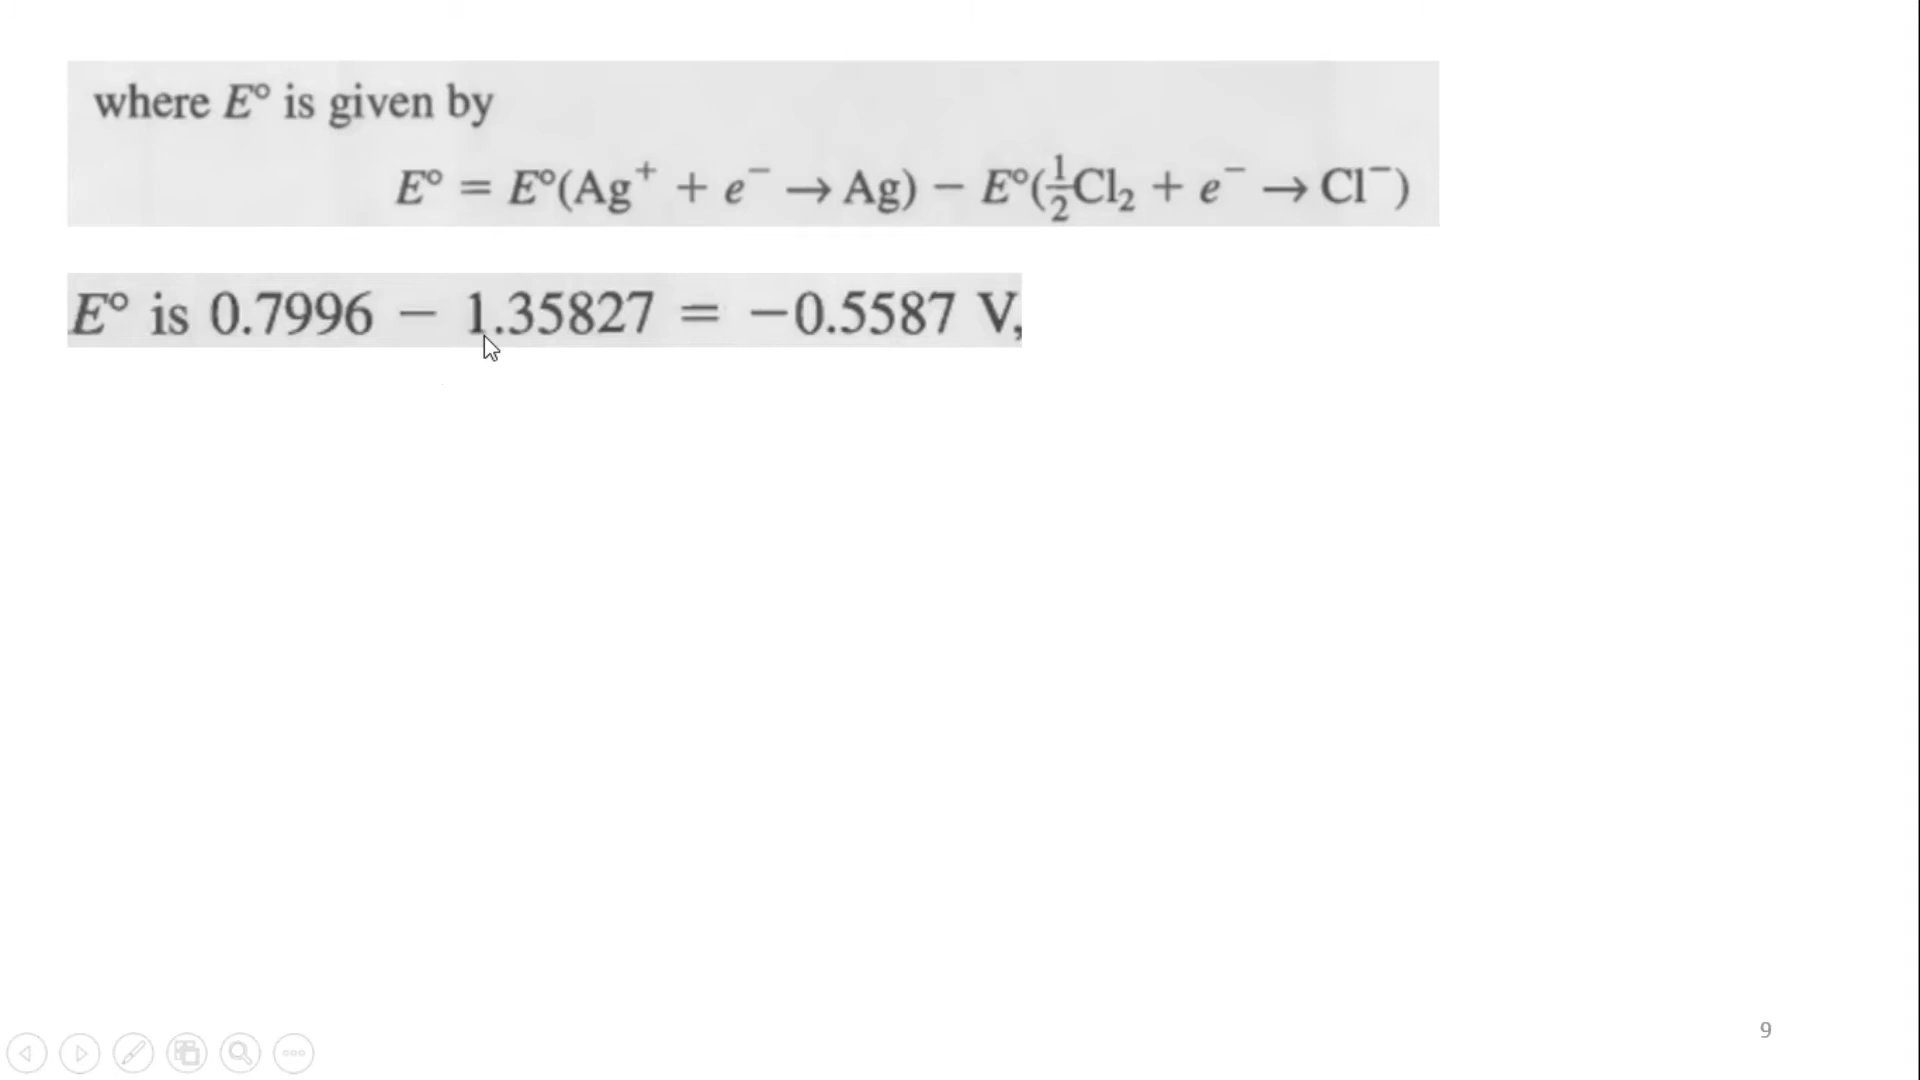 where E° is given by
E° = E°(Ag⁺ + e⁻ → Ag) − E°(½Cl₂ + e⁻ → Cl⁻)
E° is 0.7996 − 1.35827 = −0.5587 V,
9